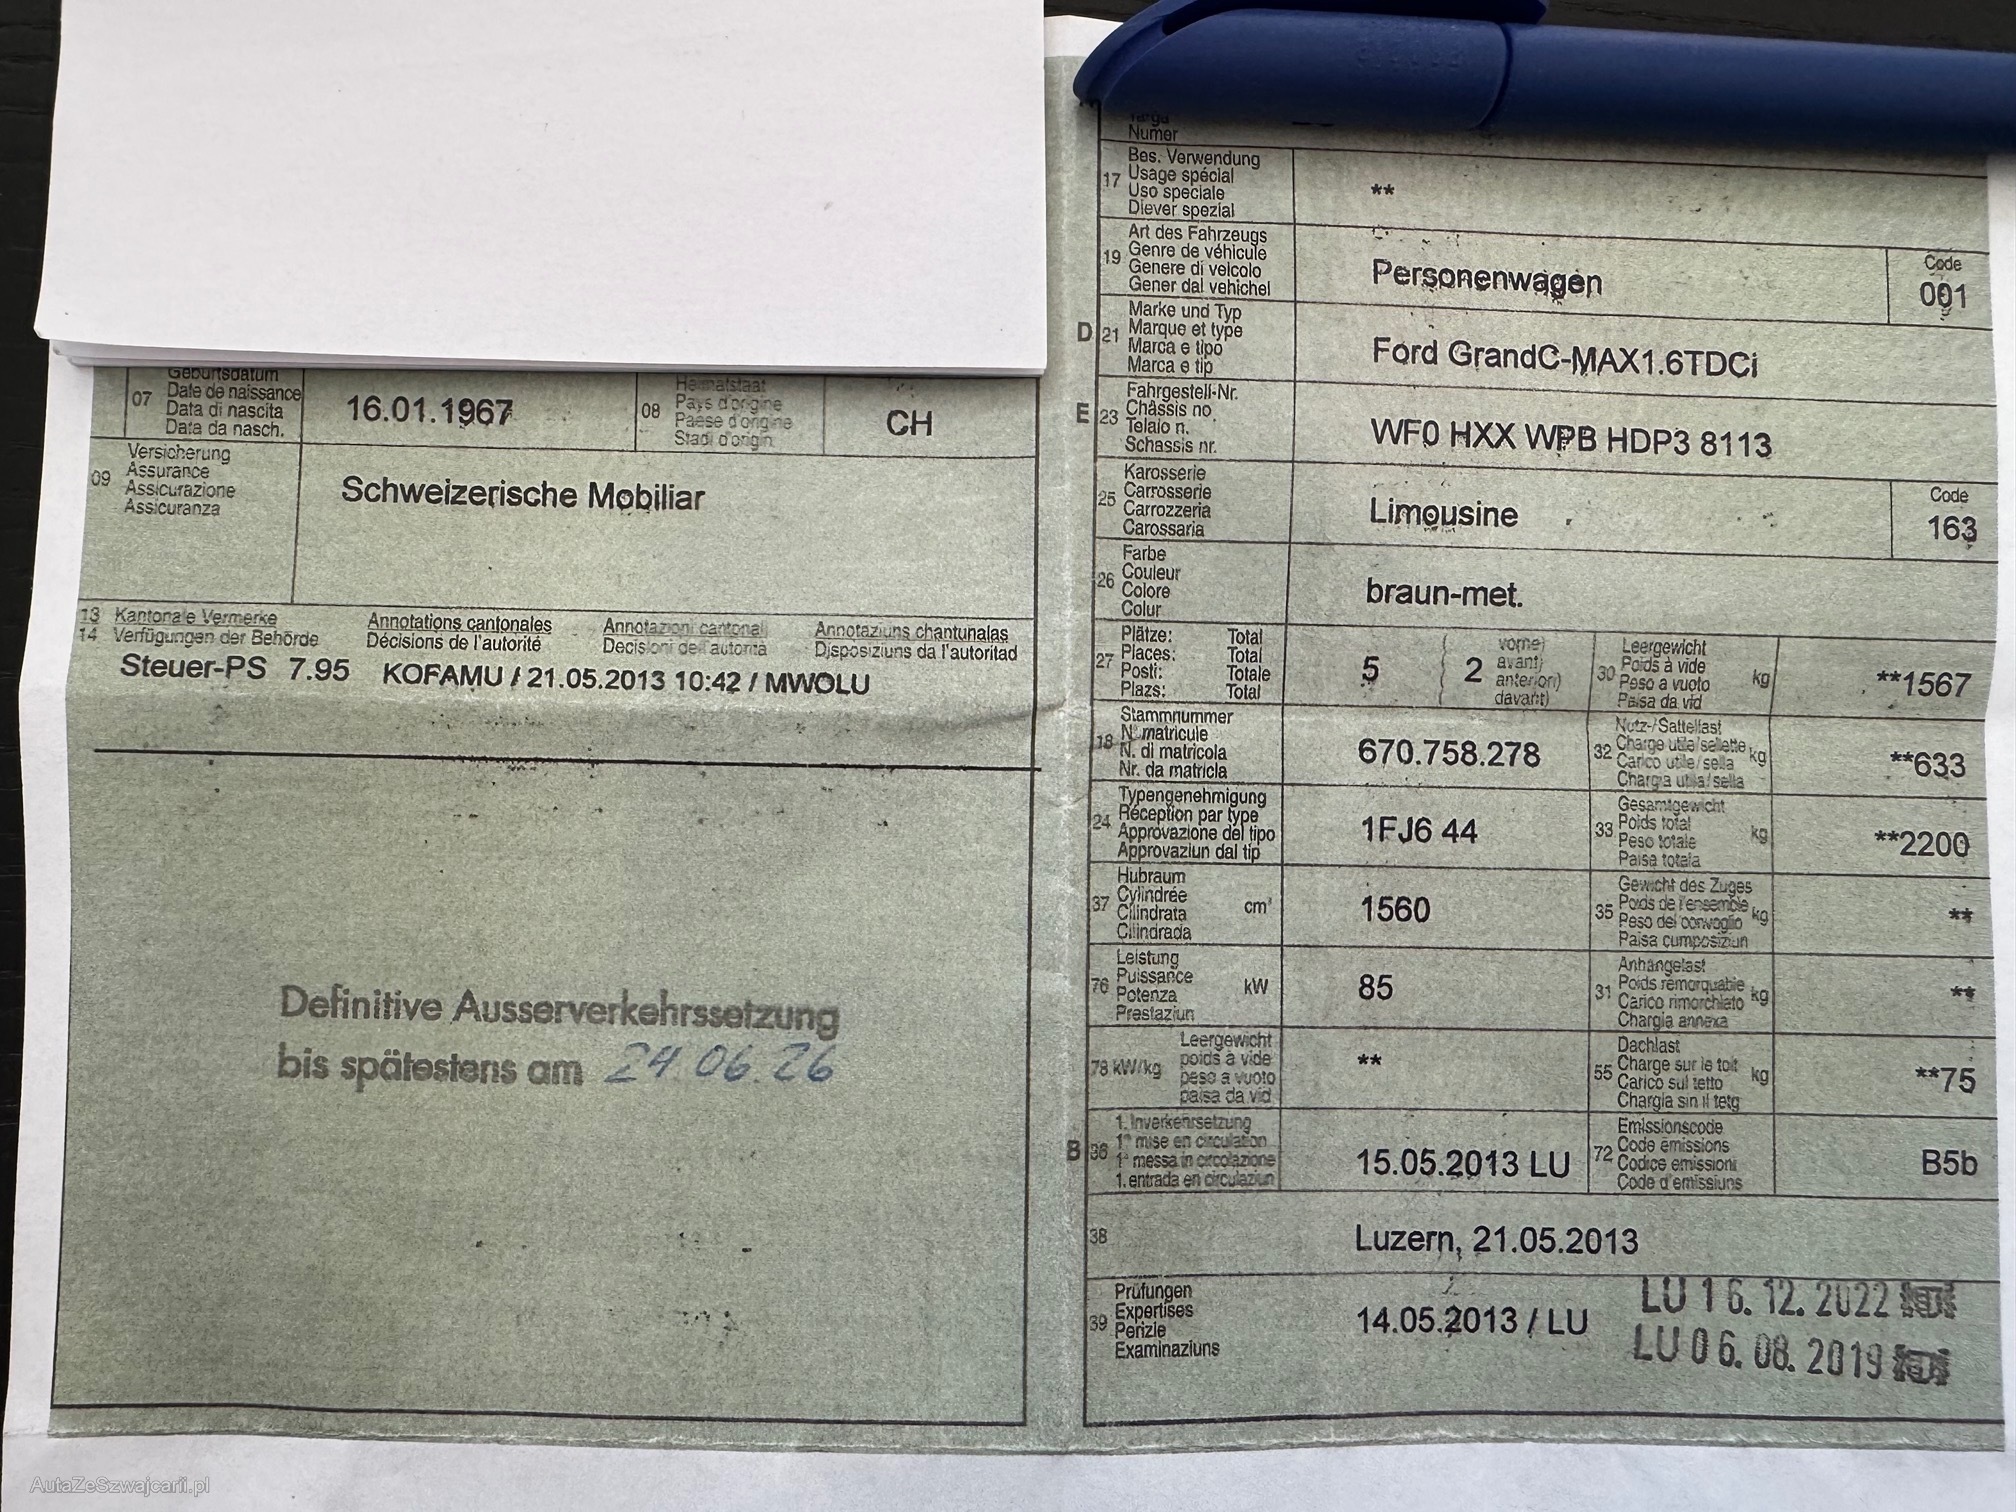 Geburtsdatum
07 Date de naissance
Data di nascita
Data da nasch.
16.01.1967
08 Heimatstaat
Pays d'origine
Paese d'origine
Stadi d'origin
CH
09 Versicherung
Assurance
Assicurazione
Assicuranza
Schweizerische Mobiliar
13 Kantonale Vermerke Annotations cantonales Annotazioni cantonali Annotaziuns chantunalas
14 Verfügungen der Behörde Décisions de l'autorité Decisioni dell'autorità Disposiziuns da l'autoritad
Steuer-PS 7.95 KOFAMU / 21.05.2013 10:42 / MWOLU
Definitive Ausserverkehrssetzung
bis spätestens am 24.06.26
Targa
Numer
17 Bes. Verwendung
Usage spécial
Uso speciale
Diever spezial
**
19 Art des Fahrzeugs
Genre de véhicule
Genere di veicolo
Gener dal vehichel
Personenwagen
Code
001
D 21 Marke und Typ
Marque et type
Marca e tipo
Marca e tip
Ford GrandC-MAX1.6TDCi
E 23 Fahrgestell-Nr.
Châssis no
Telaio n.
Schassis nr.
WF0 HXX WPB HDP3 8113
25 Karosserie
Carrosserie
Carrozzeria
Carossaria
Limousine
Code
163
26 Farbe
Couleur
Colore
Colur
braun-met.
27 Plätze: Total
Places: Total
Posti: Totale
Plazs: Total
5 ( 2 vorne)
avant)
anteriori)
davant)
30 Leergewicht
Poids à vide
Peso a vuoto
Paisa da vid
kg
**1567
18 Stammnummer
N° matricule
N. di matricola
Nr. da matricla
670.758.278
32 Nutz-/Sattellast
Charge utile/sellette
Carico utile/sella
Chargia utila/sella
kg
**633
24 Typengenehmigung
Réception par type
Approvazione del tipo
Approvaziun dal tip
1FJ6 44
33 Gesamtgewicht
Poids total
Peso totale
Paisa totala
kg
**2200
37 Hubraum
Cylindrée
Cilindrata
Cilindrada
cm³
1560
35 Gewicht des Zuges
Poids de l'ensemble
Peso del convoglio
Paisa cumposiziun
kg
**
76 Leistung
Puissance
Potenza
Prestaziun
kW
85
31 Anhängelast
Poids remorquable
Carico rimorchiato
Chargia annexa
kg
**
78 kW/kg Leergewicht
poids à vide
peso a vuoto
paisa da vid
**
55 Dachlast
Charge sur le toit
Carico sul tetto
Chargia sin il tetg
kg
**75
B 36 1. Inverkehrsetzung
1re mise en circulation
1a messa in circolazione
1. entrada en circulaziun
15.05.2013 LU
72 Emissionscode
Code émissions
Codice emissioni
Code d'emissiuns
B5b
38 Luzern, 21.05.2013
39 Prüfungen
Expertises
Perizie
Examinaziuns
14.05.2013 / LU
LU 16. 12. 2022
LU 06. 08. 2019
AutaZeSzwajcarii.pl